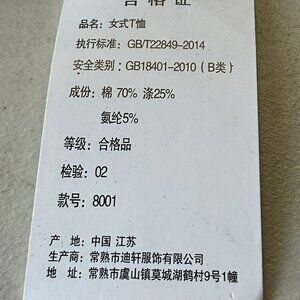 合格证
品名：女式T恤
执行标准：GB/T22849-2014
安全类别：GB18401-2010（B类）
成份：棉 70% 涤25%
氨纶5%
等级：合格品
检验：02
款号：8001
产 地：中国 江苏
生产商：常熟市迪轩服饰有限公司
地 址：常熟市虞山镇莫城湖鹤村9号1幢